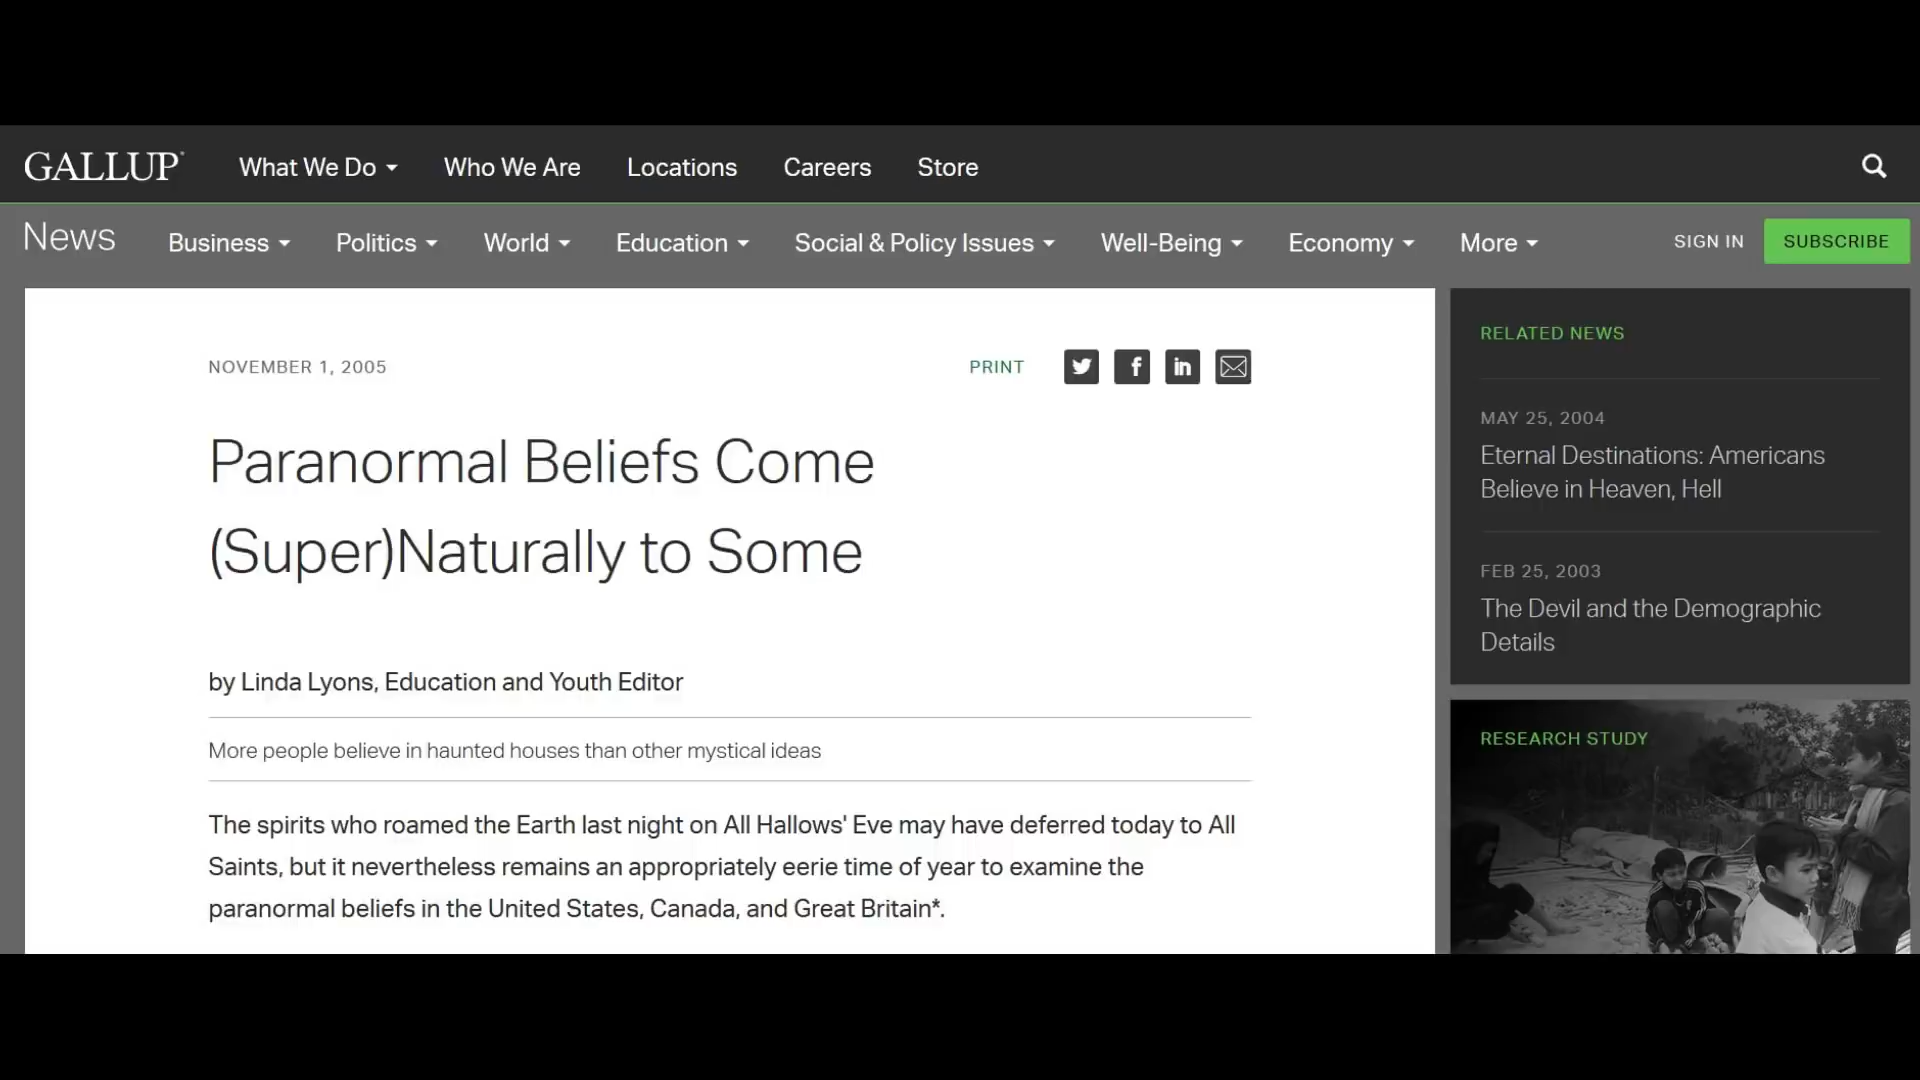 GALLUP®
What We Do
Who We Are
Locations
Careers
Store
News
Business
Politics
World
Education
Social & Policy Issues
Well-Being
Economy
More
SIGN IN
SUBSCRIBE
NOVEMBER 1, 2005
PRINT
Paranormal Beliefs Come
(Super)Naturally to Some
by Linda Lyons, Education and Youth Editor
More people believe in haunted houses than other mystical ideas
The spirits who roamed the Earth last night on All Hallows' Eve may have deferred today to All
Saints, but it nevertheless remains an appropriately eerie time of year to examine the
paranormal beliefs in the United States, Canada, and Great Britain*.
RELATED NEWS
MAY 25, 2004
Eternal Destinations: Americans
Believe in Heaven, Hell
FEB 25, 2003
The Devil and the Demographic
Details
RESEARCH STUDY